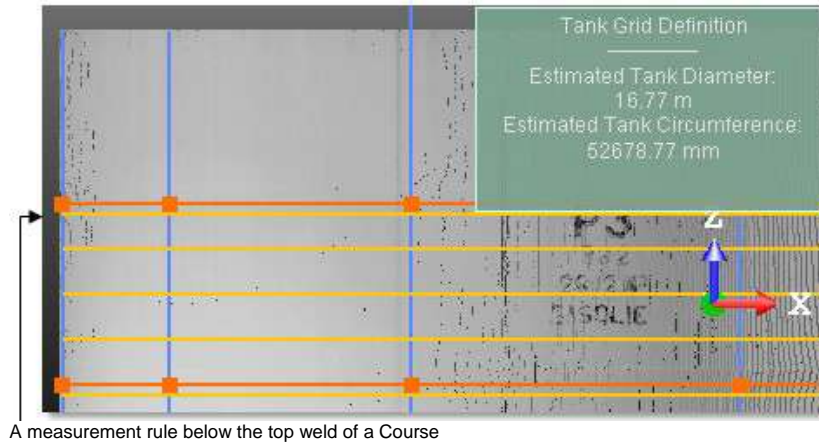 Tank Grid Definition
Estimated Tank Diameter:
16.77 m
Estimated Tank Circumference:
52678.77 mm
Z
X
A measurement rule below the top weld of a Course